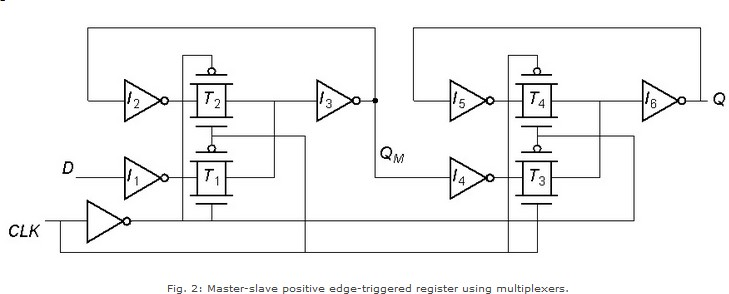 I2 T2 I3 I5 T4 I6 Q
D I1 T1 QM I4 T3
CLK
Fig. 2: Master-slave positive edge-triggered register using multiplexers.